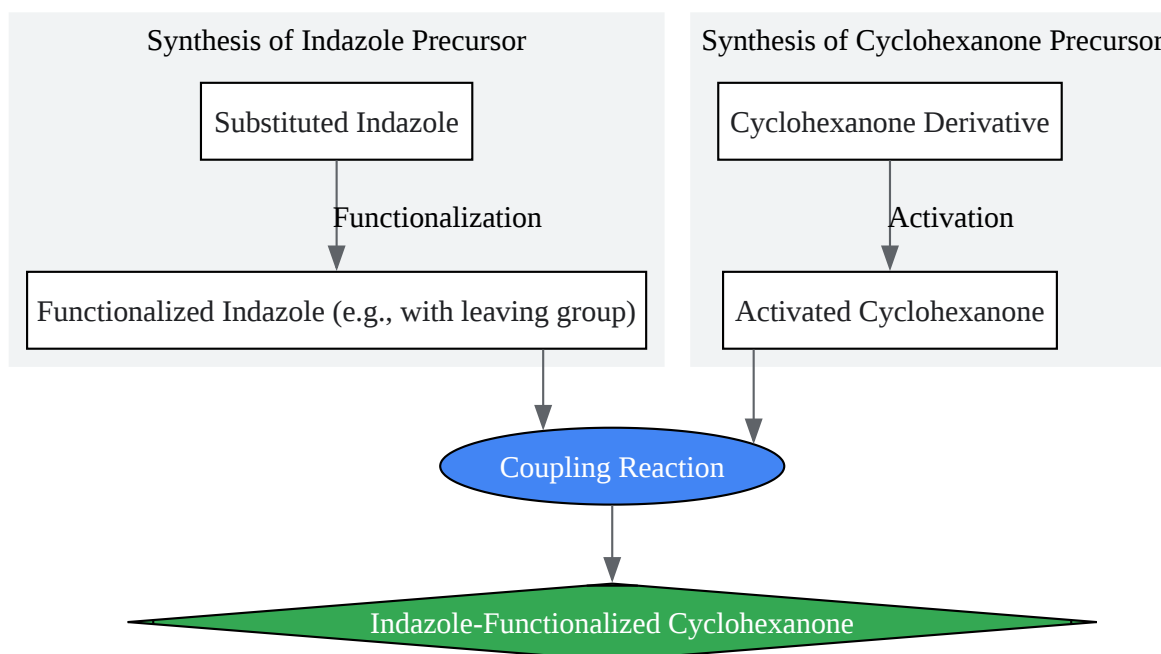 Synthesis of Indazole Precursor
Substituted Indazole
Functionalization
Functionalized Indazole (e.g., with leaving group)
Synthesis of Cyclohexanone Precursor
Cyclohexanone Derivative
Activation
Activated Cyclohexanone
Coupling Reaction
Indazole-Functionalized Cyclohexanone